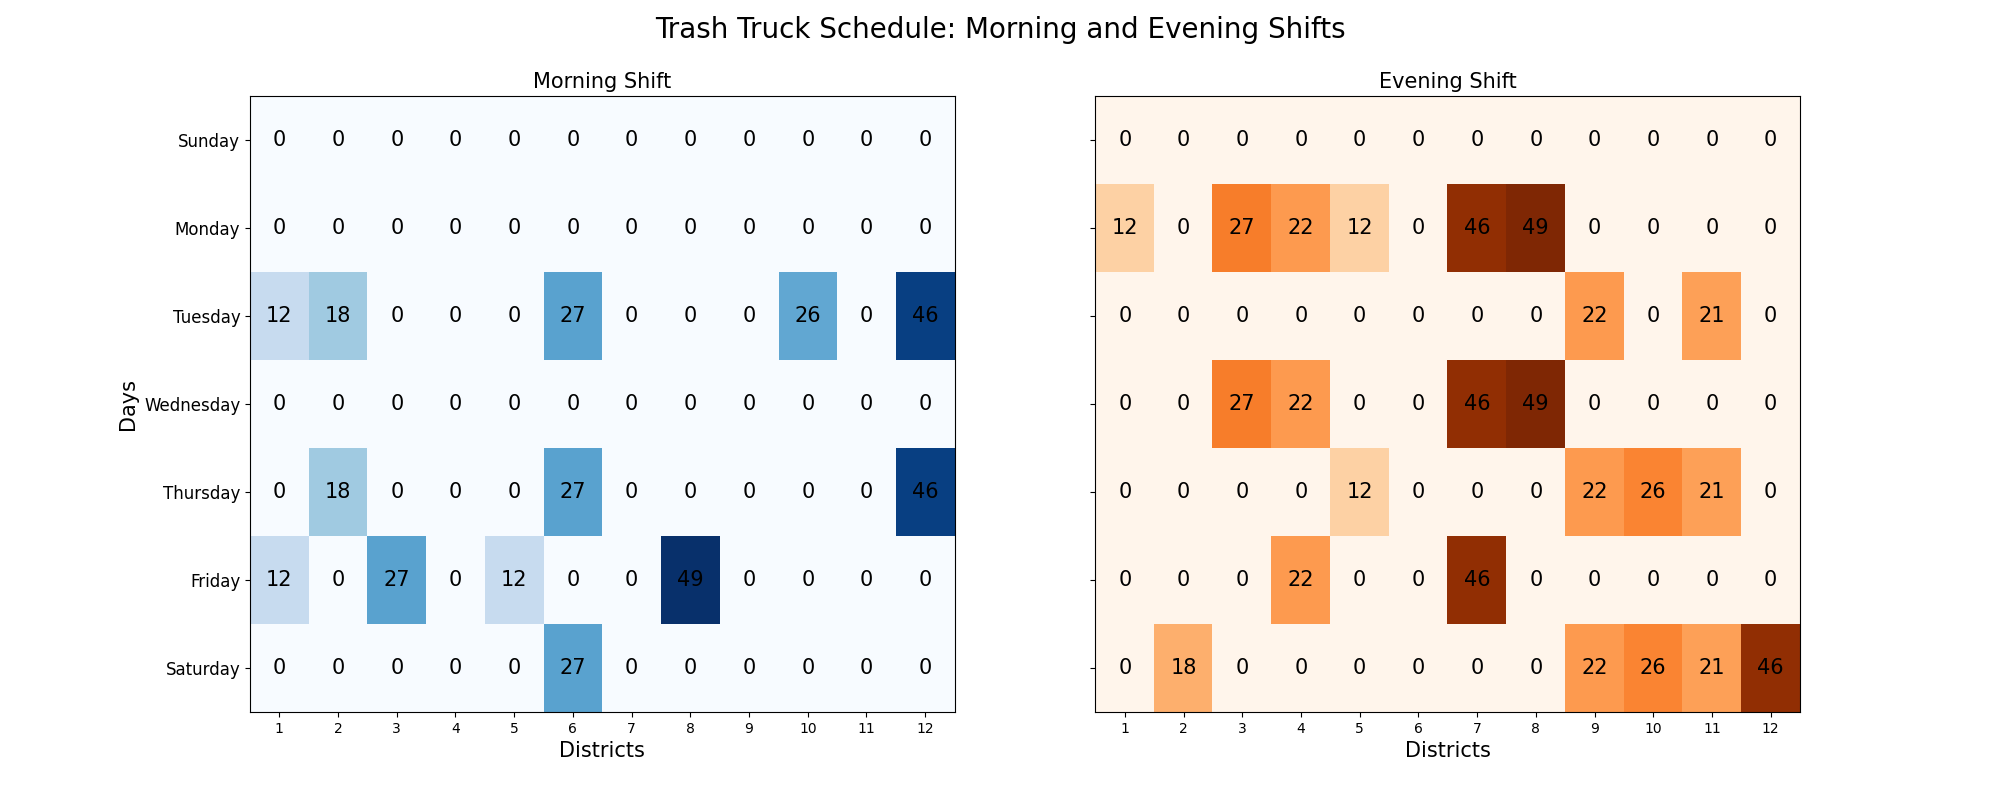 Trash Truck Schedule: Morning and Evening Shifts
Morning Shift
Evening Shift
Days
Sunday 0 0 0 0 0 0 0 0 0 0 0 0 0 0 0 0 0 0 0 0 0 0 0 0
Monday 0 0 0 0 0 0 0 0 0 0 0 0 12 0 27 22 12 0 46 49 0 0 0 0
Tuesday 12 18 0 0 0 27 0 0 0 26 0 46 0 0 0 0 0 0 0 0 22 0 21 0
Wednesday 0 0 0 0 0 0 0 0 0 0 0 0 0 0 27 22 0 0 46 49 0 0 0 0
Thursday 0 18 0 0 0 27 0 0 0 0 0 46 0 0 0 0 12 0 0 0 22 26 21 0
Friday 12 0 27 0 12 0 0 49 0 0 0 0 0 0 0 22 0 0 46 0 0 0 0 0
Saturday 0 0 0 0 0 27 0 0 0 0 0 0 0 18 0 0 0 0 0 0 22 26 21 46
1 2 3 4 5 6 7 8 9 10 11 12 1 2 3 4 5 6 7 8 9 10 11 12
Districts
Districts